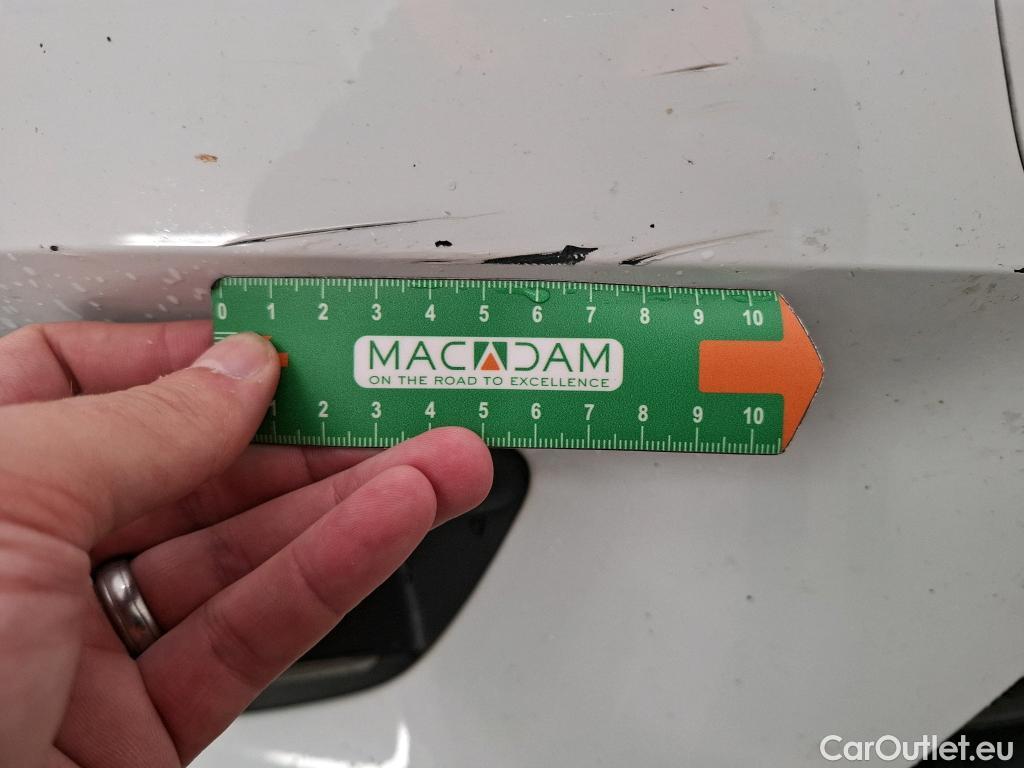 0 1 2 3 4 5 6 7 8 9 10
MACADAM
ON THE ROAD TO EXCELLENCE
1 2 3 4 5 6 7 8 9 10
CarOutlet.eu